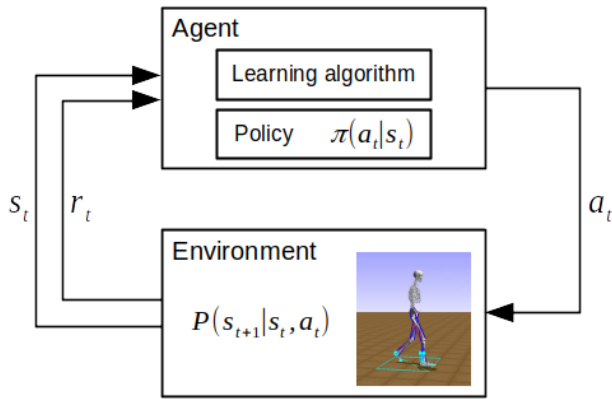 Agent
Learning algorithm
Policy π(a_t|s_t)
s_t r_t a_t
Environment
P(s_{t+1}|s_t, a_t)